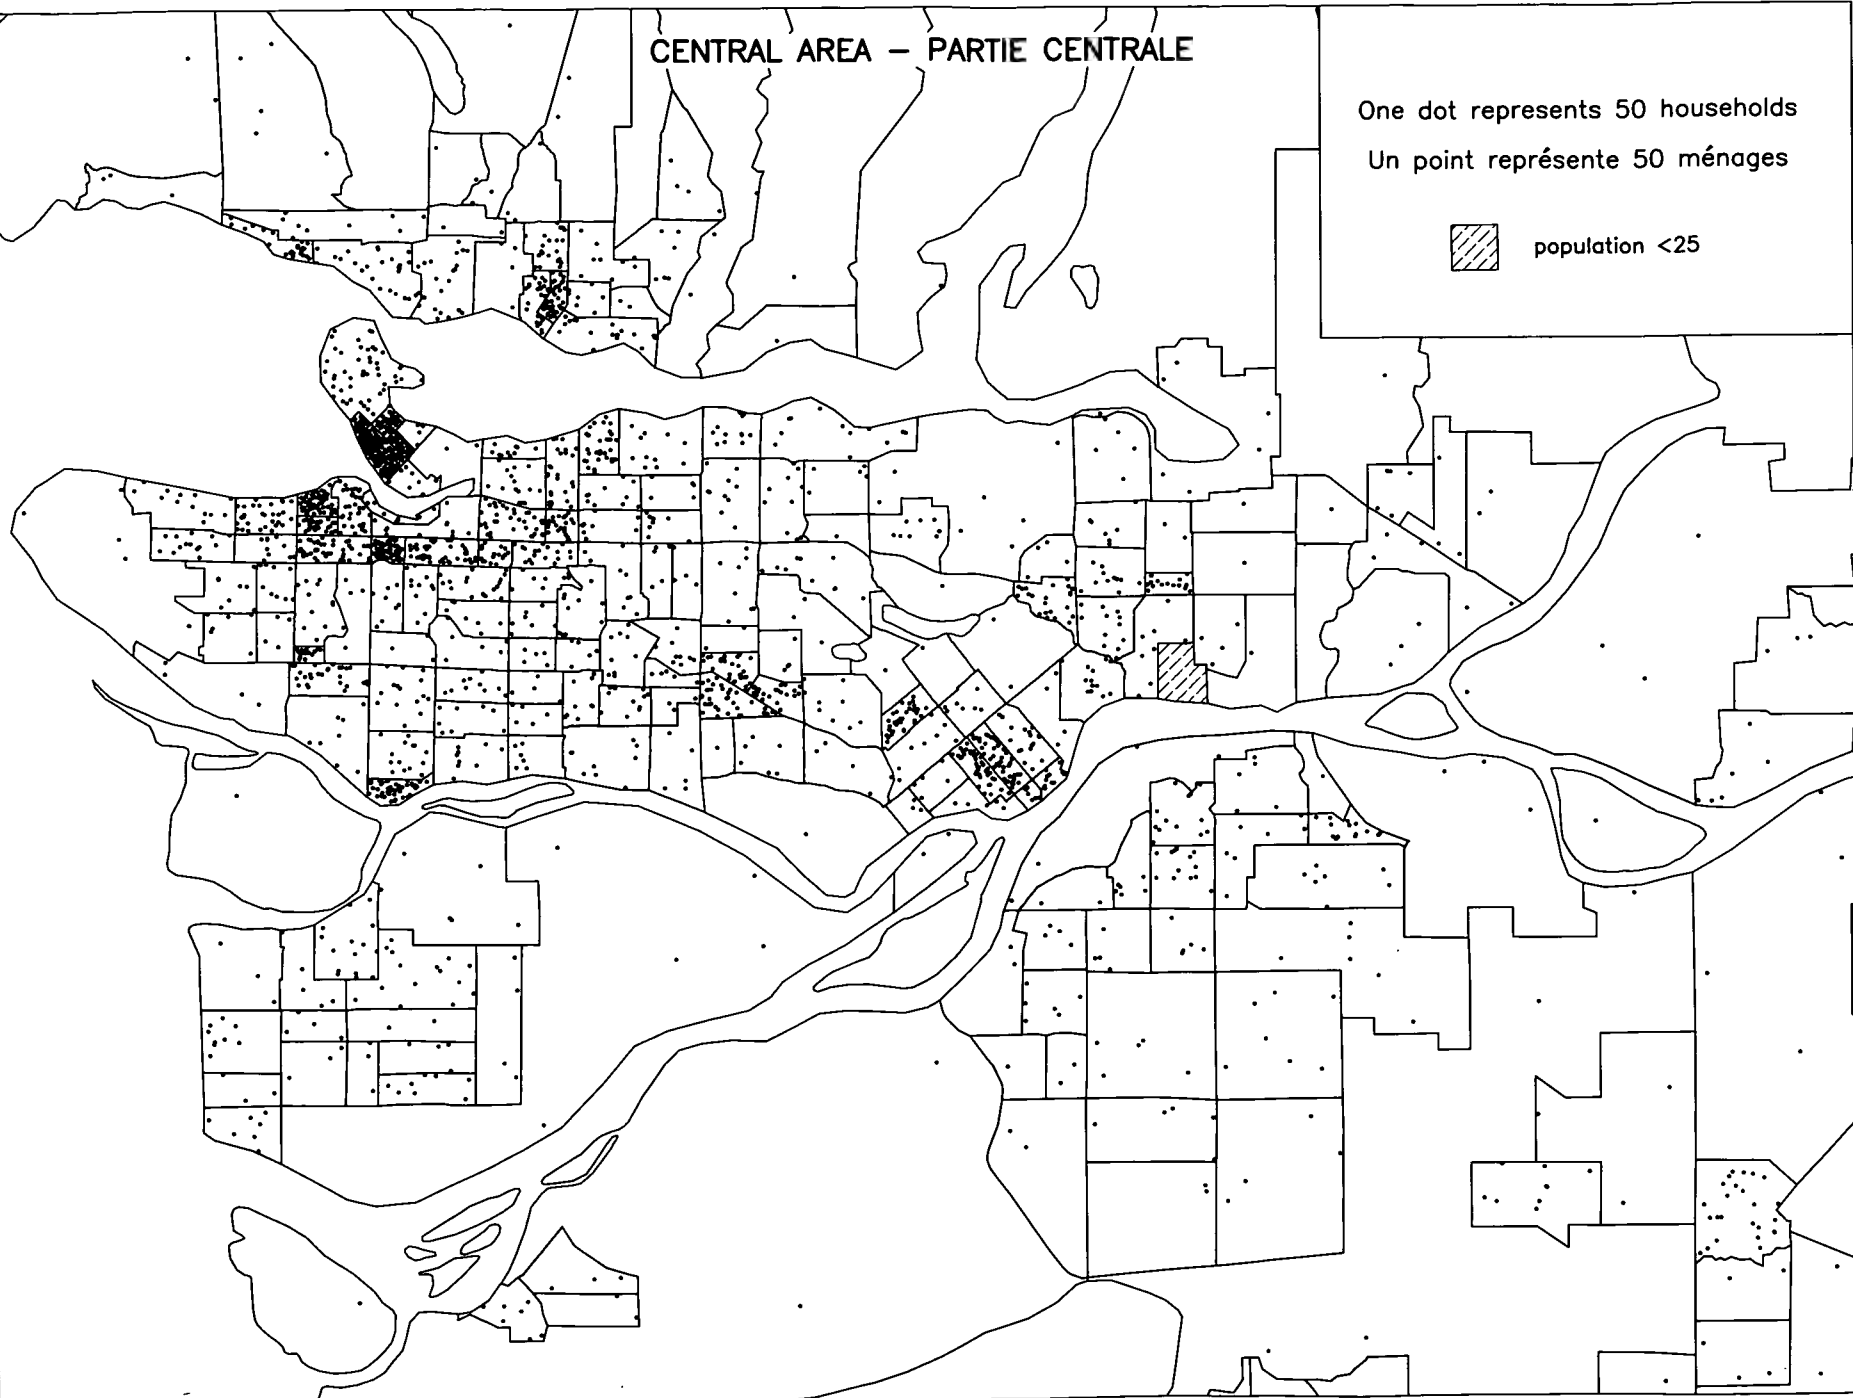 CENTRAL AREA – PARTIE CENTRALE
One dot represents 50 households
Un point représente 50 ménages
population <25